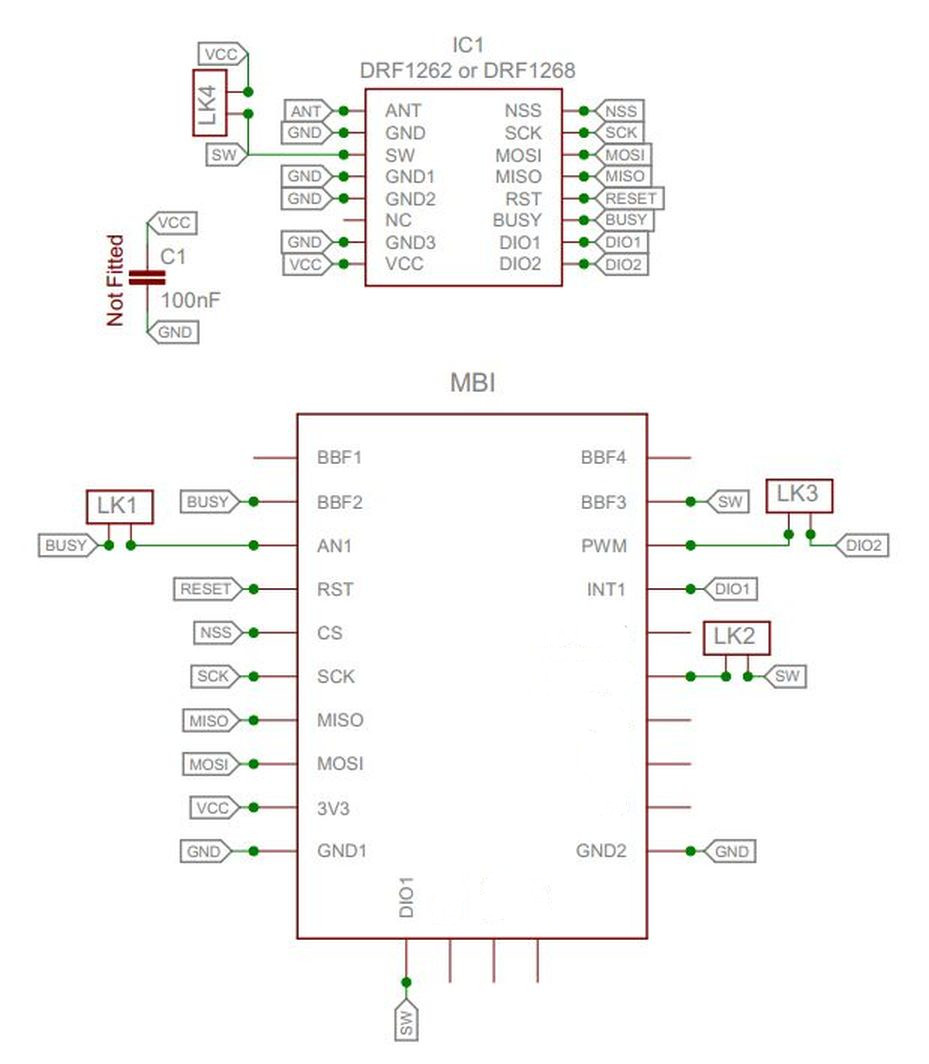 IC1
DRF1262 or DRF1268
VCC
LK4
SW
ANT
GND
GND
GND
GND
VCC
ANT
GND
SW
GND1
GND2
NC
GND3
VCC
NSS
SCK
MOSI
MISO
RST
BUSY
DIO1
DIO2
NSS
SCK
MOSI
MISO
RESET
BUSY
DIO1
DIO2
VCC
Not Fitted
C1
100nF
GND
MBI
LK1
BUSY
BUSY
RESET
NSS
SCK
MISO
MOSI
VCC
GND
BBF1
BBF2
AN1
RST
CS
SCK
MISO
MOSI
3V3
GND1
DIO1
SW
BBF4
BBF3
PWM
INT1
GND2
SW
LK3
DIO2
DIO1
LK2
SW
GND